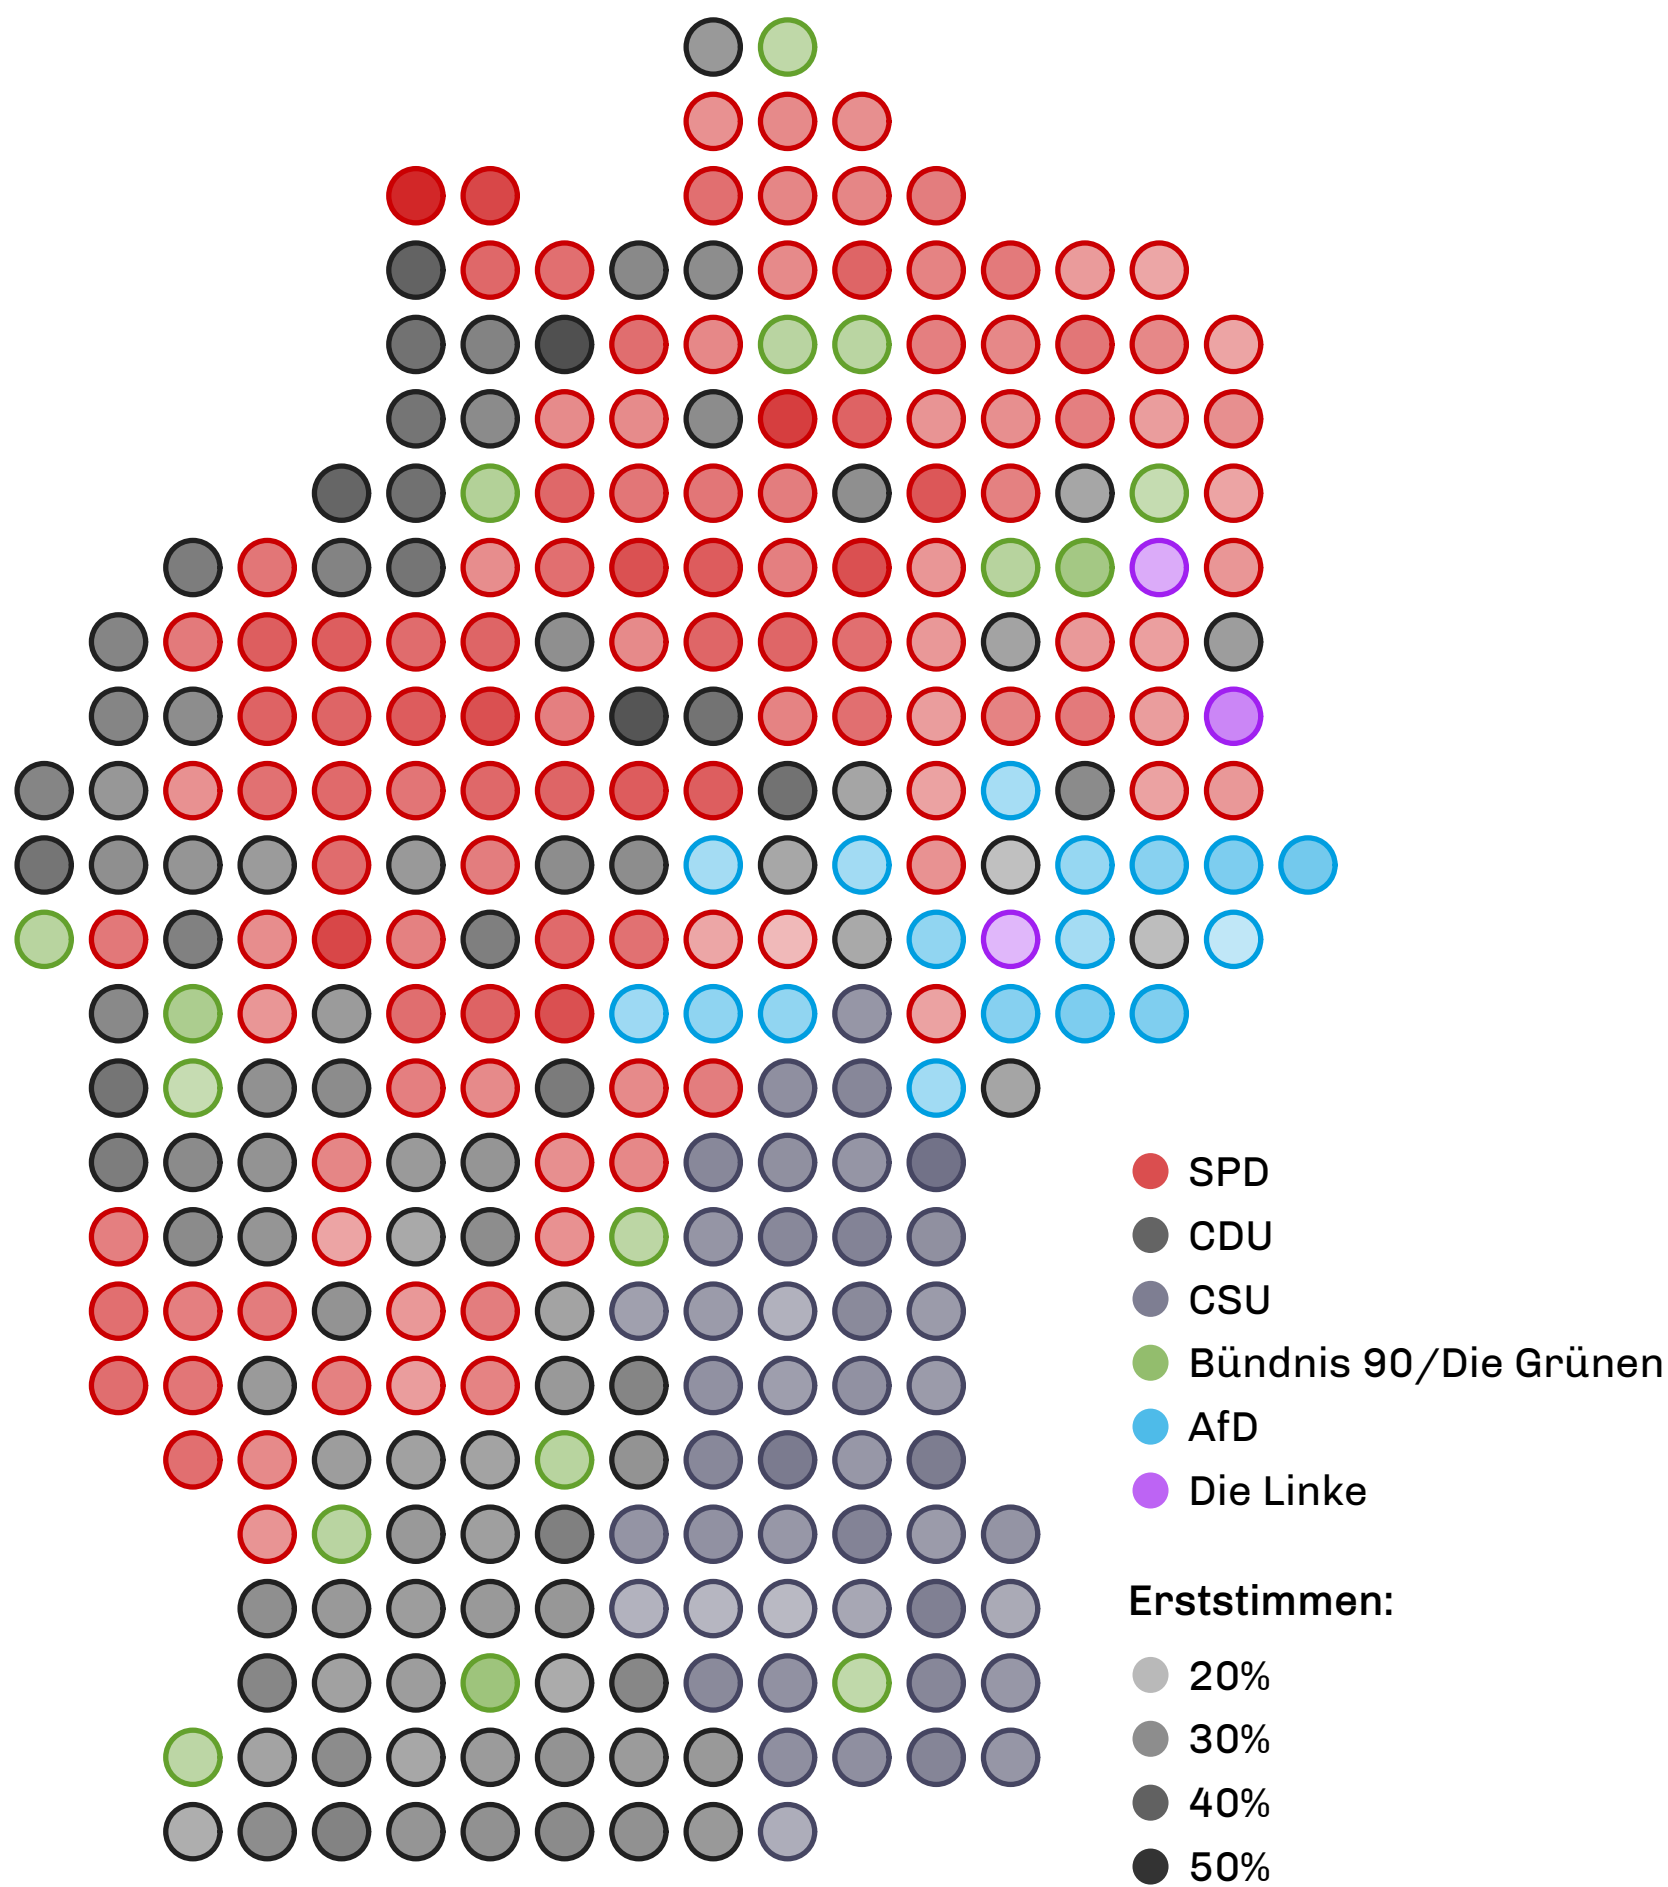 SPD
CDU
CSU
Bündnis 90/Die Grünen
AfD
Die Linke
Erststimmen:
20%
30%
40%
50%